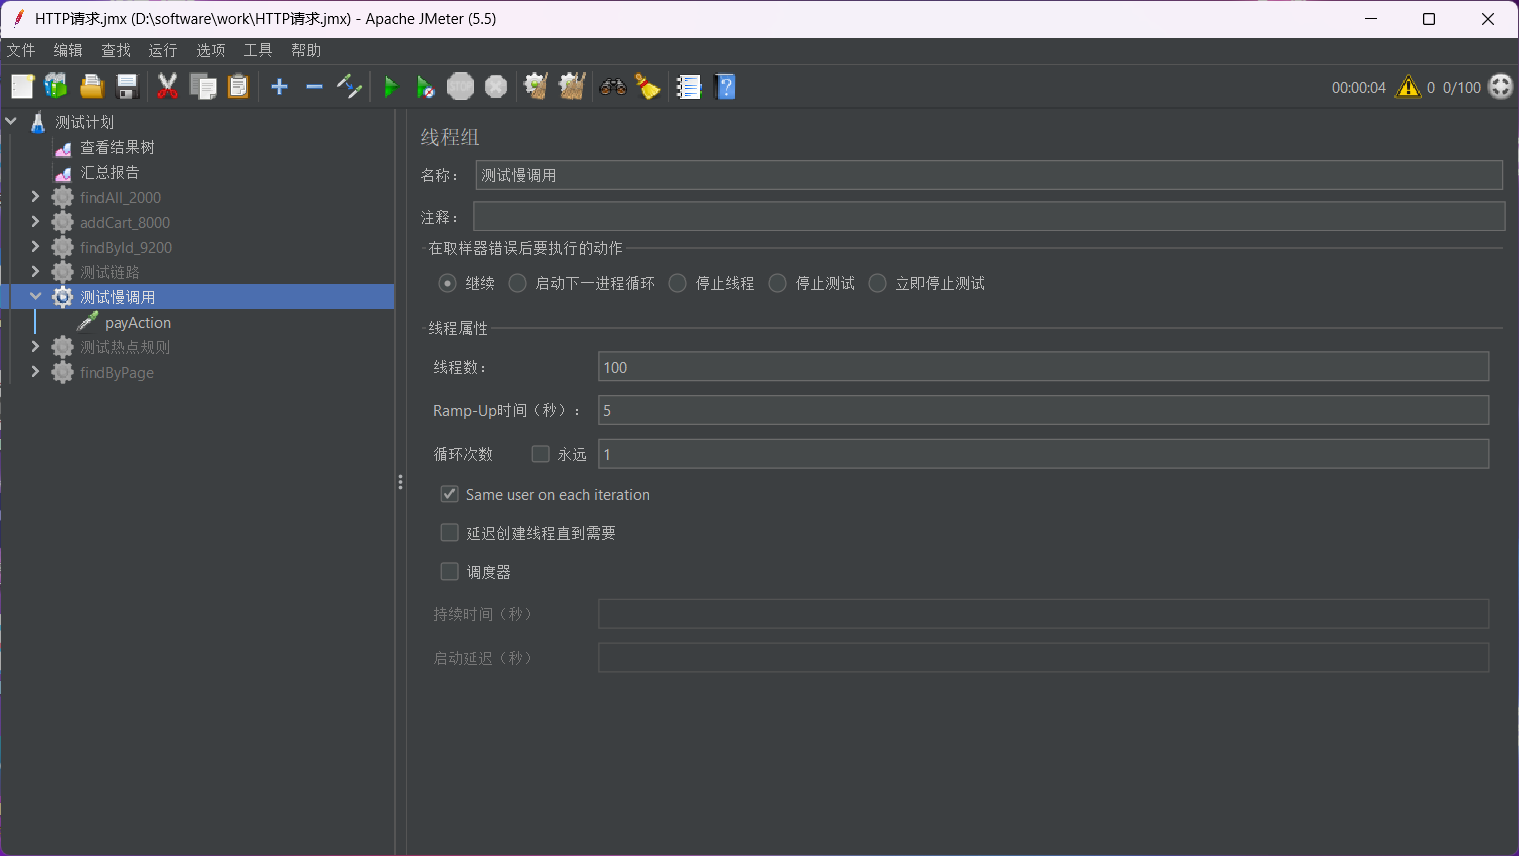 HTTP请求.jmx (D:\software\work\HTTP请求.jmx) - Apache JMeter (5.5)
文件 编辑 查找 运行 选项 工具 帮助
STOP 00:00:04 0 0/100
测试计划
查看结果树
汇总报告
findAll_2000
addCart_8000
findById_9200
测试链路
测试慢调用
payAction
测试热点规则
findByPage
线程组
名称： 测试慢调用
注释：
在取样器错误后要执行的动作
继续 启动下一进程循环 停止线程 停止测试 立即停止测试
线程属性
线程数： 100
Ramp-Up时间（秒）： 5
循环次数 永远 1
Same user on each iteration
延迟创建线程直到需要
调度器
持续时间（秒）
启动延迟（秒）